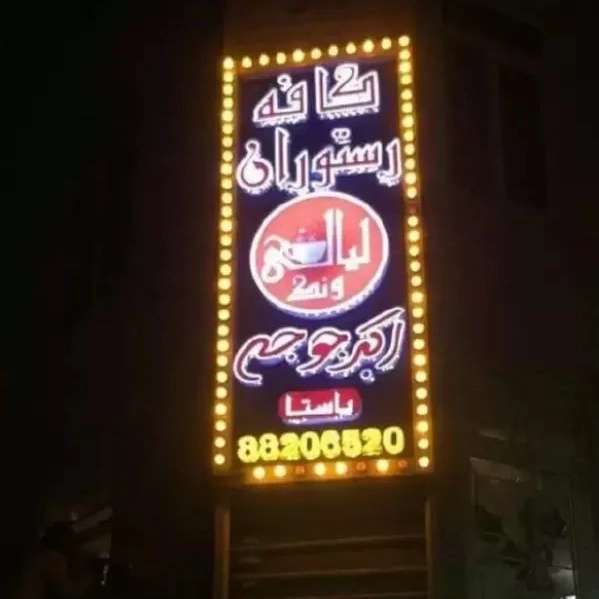 کافه
رستوران
لیالی
ونک
اکبر جوجه
پاستا
88206520